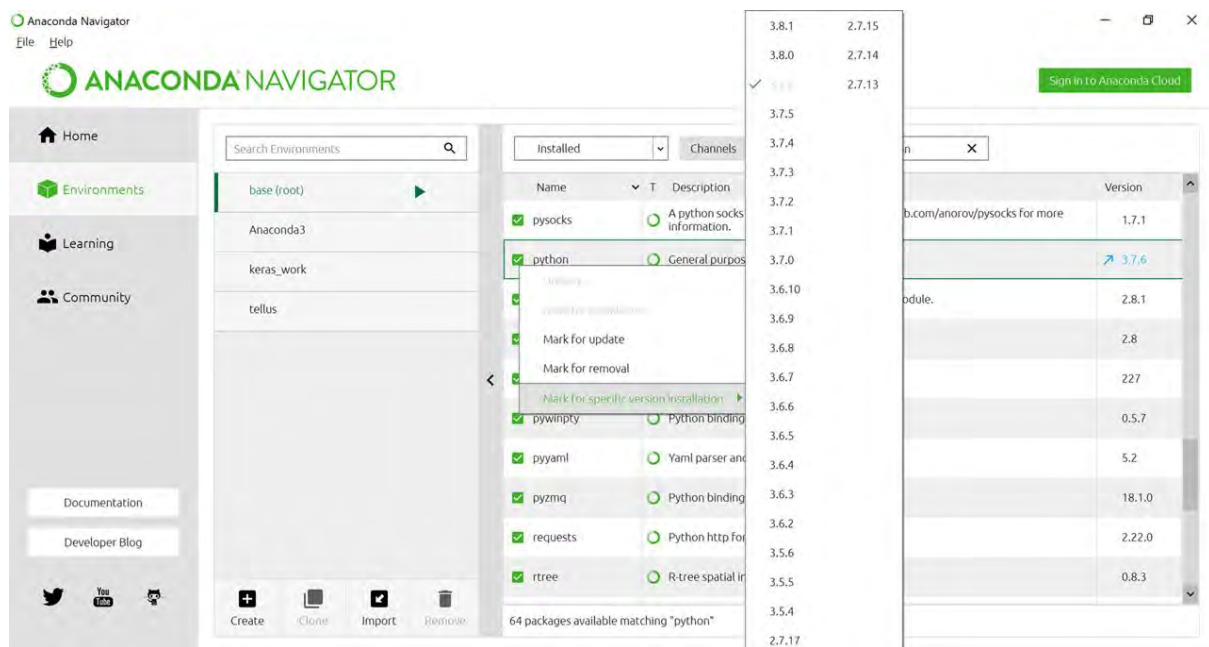 Anaconda Navigator
File Help
ANACONDA NAVIGATOR
Sign in to Anaconda Cloud
Home
Environments
Learning
Community
Documentation
Developer Blog
You
Tube
Search Environments
base (root)
Anaconda3
keras_work
tellus
Create
Clone
Import
Remove
Installed
Channels
n
Name T Description
Version
pysocks A python socks b.com/anorov/pysocks for more
information.
1.7.1
python General purpos
3.7.6
odule.
2.8.1
2.8
227
pywinpty Python binding
0.5.7
pyyaml Yaml parser and
5.2
pyzmq Python binding
18.1.0
requests Python http for
2.22.0
rtree R-tree spatial ir
0.8.3
64 packages available matching "python"
Mark for update
Mark for removal
Mark for specific version installation
3.8.1
3.8.0
3.7.5
3.7.4
3.7.3
3.7.2
3.7.1
3.7.0
3.6.10
3.6.9
3.6.8
3.6.7
3.6.6
3.6.5
3.6.4
3.6.3
3.6.2
3.5.6
3.5.5
3.5.4
2.7.17
2.7.15
2.7.14
2.7.13